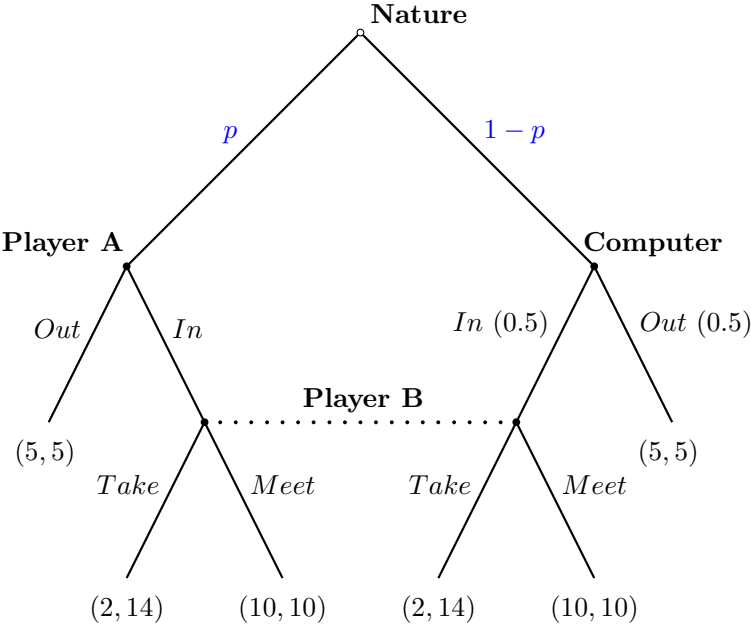 Nature
p
1 − p
Player A
Computer
Out
In
In (0.5)
Out (0.5)
Player B
(5, 5)
(5, 5)
Take
Meet
Take
Meet
(2, 14)
(10, 10)
(2, 14)
(10, 10)